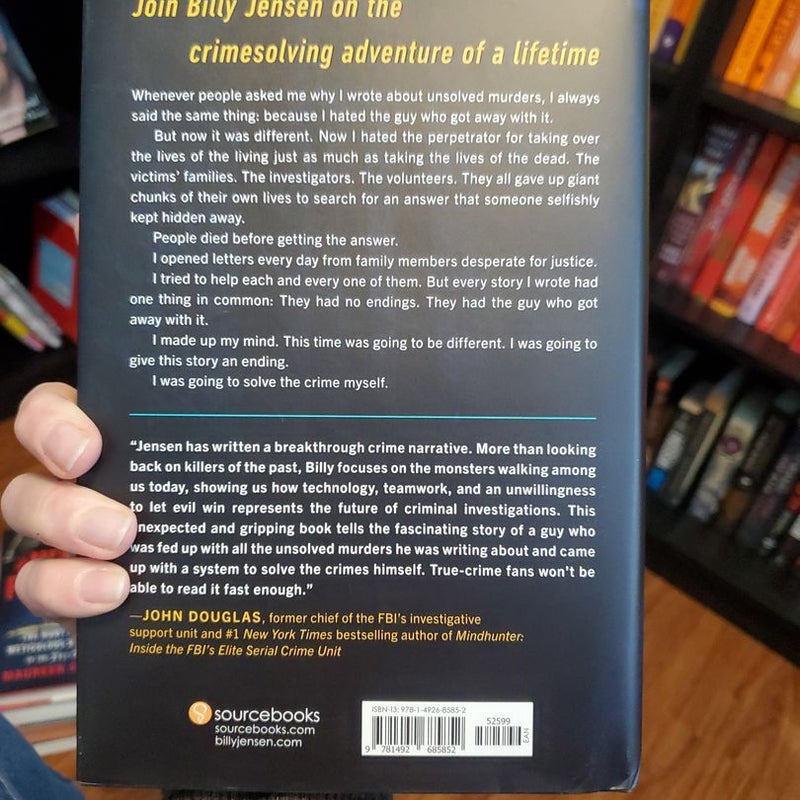 Join Billy Jensen on the
crimesolving adventure of a lifetime
Whenever people asked me why I wrote about unsolved murders, I always
said the same thing: because I hated the guy who got away with it.
But now it was different. Now I hated the perpetrator for taking over
the lives of the living just as much as taking the lives of the dead. The
victims' families. The investigators. The volunteers. They all gave up giant
chunks of their own lives to search for an answer that someone selfishly
kept hidden away.
People died before getting the answer.
I opened letters every day from family members desperate for justice.
I tried to help each and every one of them. But every story I wrote had
one thing in common: They had no endings. They had the guy who got
away with it.
I made up my mind. This time was going to be different. I was going to
give this story an ending.
I was going to solve the crime myself.
“Jensen has written a breakthrough crime narrative. More than looking
back on killers of the past, Billy focuses on the monsters walking among
us today, showing us how technology, teamwork, and an unwillingness
to let evil win represents the future of criminal investigations. This
unexpected and gripping book tells the fascinating story of a guy who
was fed up with all the unsolved murders he was writing about and came
up with a system to solve the crimes himself. True-crime fans won't be
able to read it fast enough.”
—JOHN DOUGLAS, former chief of the FBI's investigative
support unit and #1 New York Times bestselling author of Mindhunter:
Inside the FBI's Elite Serial Crime Unit
sourcebooks
sourcebooks.com
billyjensen.com
ISBN-13: 978-1-4926-8585-2
52599
EAN
9 781492 685852